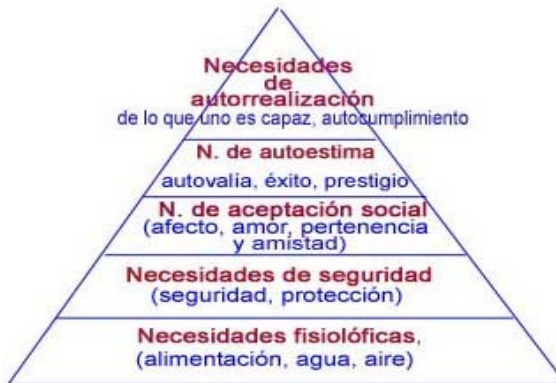 Necesidades
de
autorrealización
de lo que uno es capaz, autocumplimiento
N. de autoestima
autovalía, éxito, prestigio
N. de aceptación social
(afecto, amor, pertenencia
y amistad)
Necesidades de seguridad
(seguridad, protección)
Necesidades fisiolóficas,
(alimentación, agua, aire)